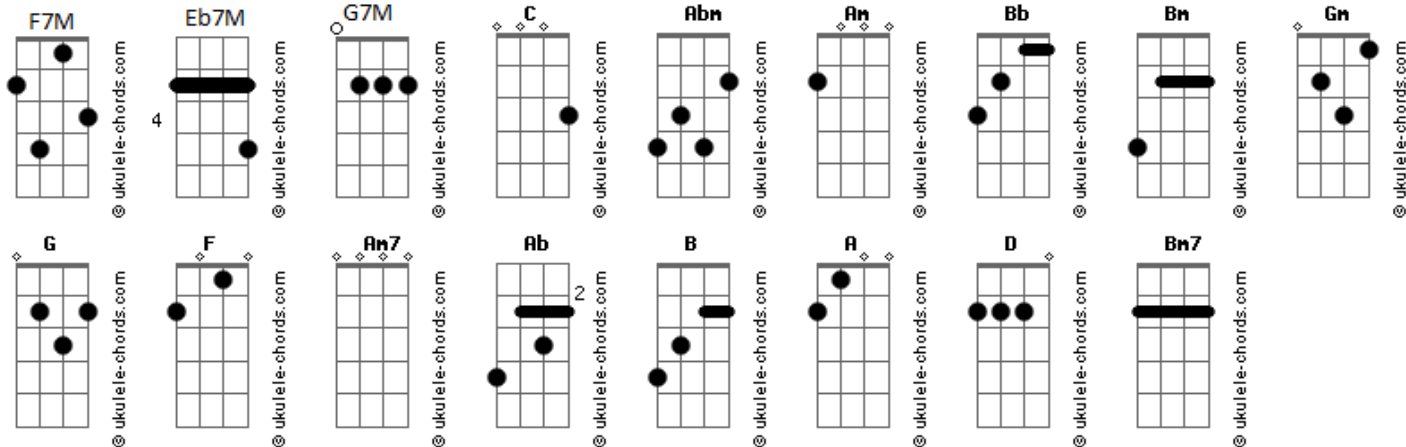 F7M Eb7M G7M C Abm Am Bb Bm Gm
4
© ukulele-chords.com © ukulele-chords.com © ukulele-chords.com © ukulele-chords.com © ukulele-chords.com © ukulele-chords.com © ukulele-chords.com © ukulele-chords.com © ukulele-chords.com
G F Am7 Ab B A D Bm7
2
© ukulele-chords.com © ukulele-chords.com © ukulele-chords.com © ukulele-chords.com © ukulele-chords.com © ukulele-chords.com © ukulele-chords.com © ukulele-chords.com